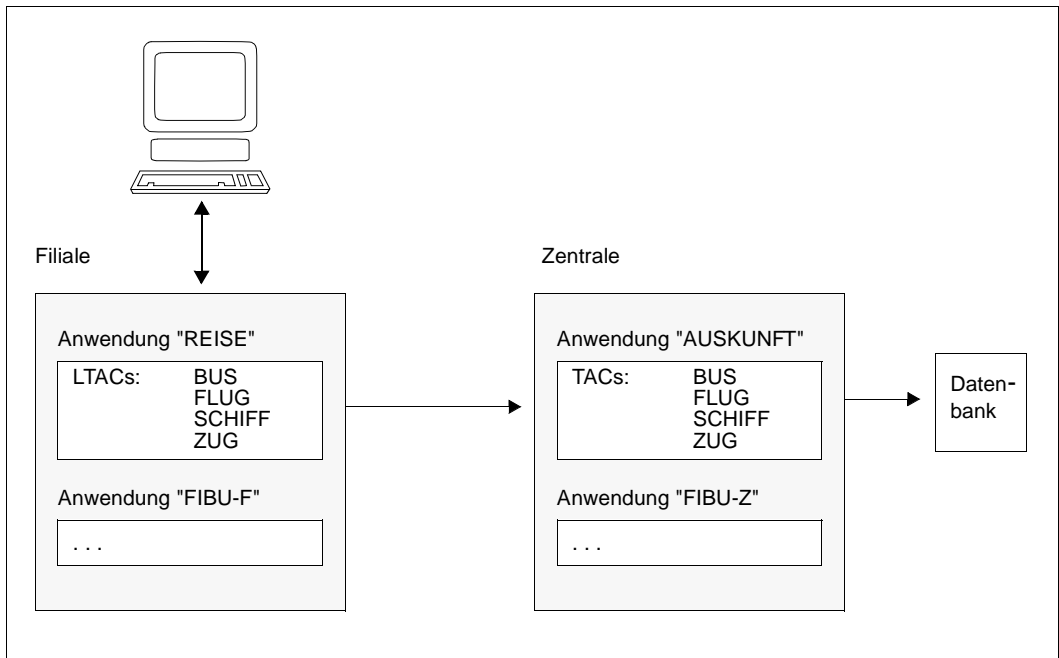 Filiale
Anwendung "REISE"
LTACs: BUS
FLUG
SCHIFF
ZUG
Anwendung "FIBU-F"
. . .
Zentrale
Anwendung "AUSKUNFT"
TACs: BUS
FLUG
SCHIFF
ZUG
Anwendung "FIBU-Z"
. . .
Daten-
bank